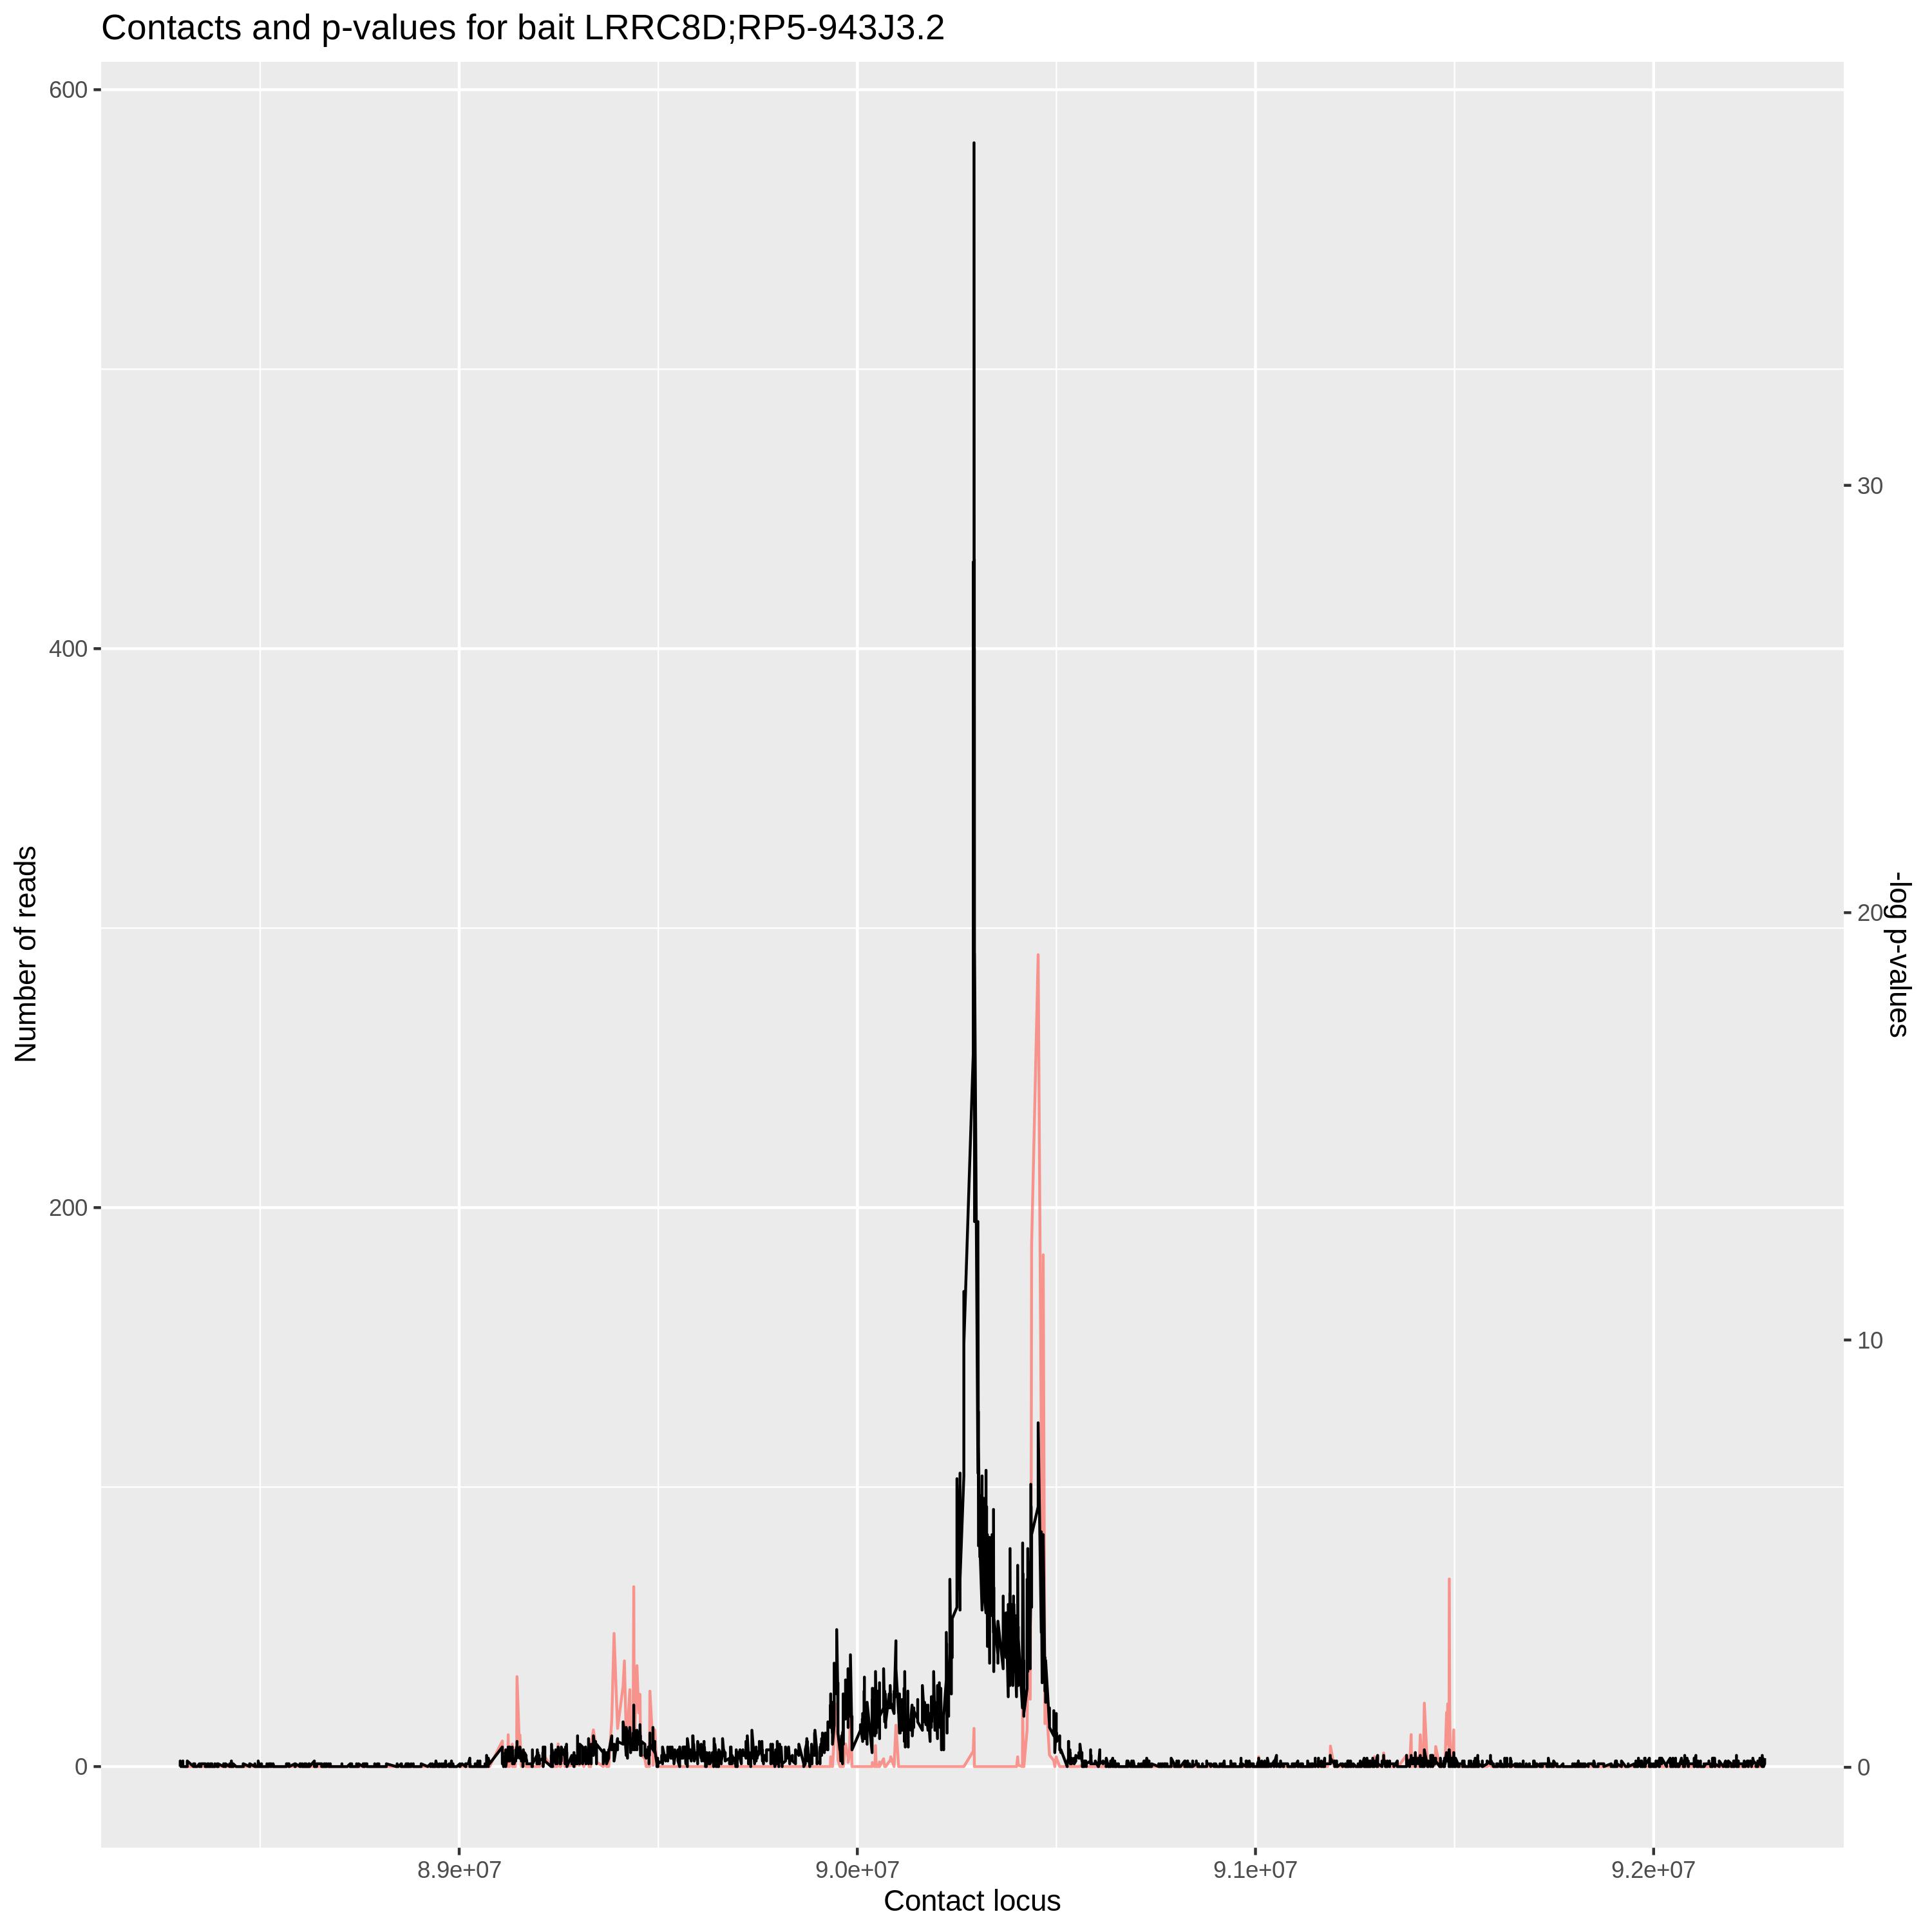 Contacts and p-values for bait LRRC8D;RP5-943J3.2
600
400
200
0
Number of reads
30
20
10
0
-log p-values
8.9e+07
9.0e+07
9.1e+07
9.2e+07
Contact locus